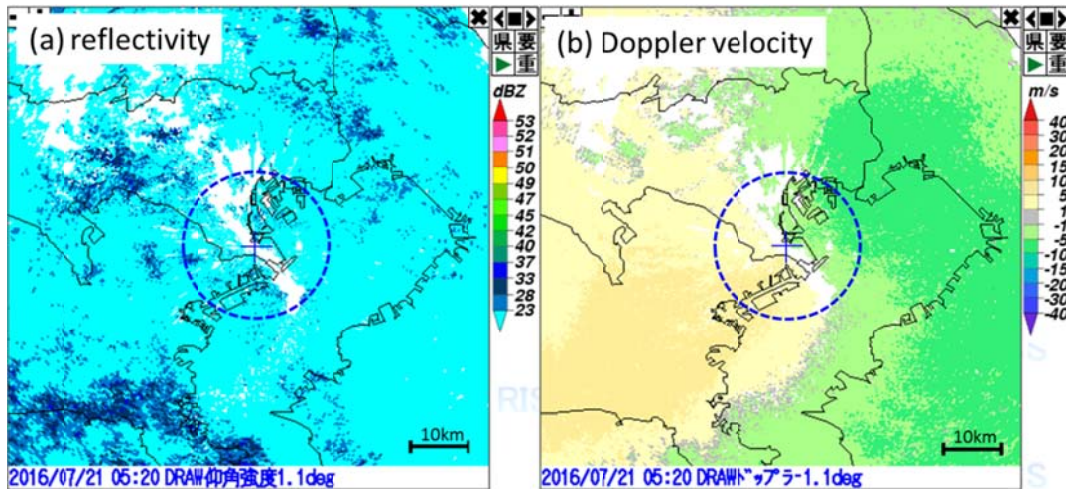 (a) reflectivity
県 要
重
dBZ
53
52
51
50
49
47
45
42
40
37
33
28
23
10km
2016/07/21 05:20 DRAW仰角強度1.1deg
(b) Doppler velocity
県 要
重
m/s
40
30
20
15
10
5
1
-1
-5
-10
-15
-20
-30
-40
10km
2016/07/21 05:20 DRAWドップラｰ1.1deg
RIS
S
S